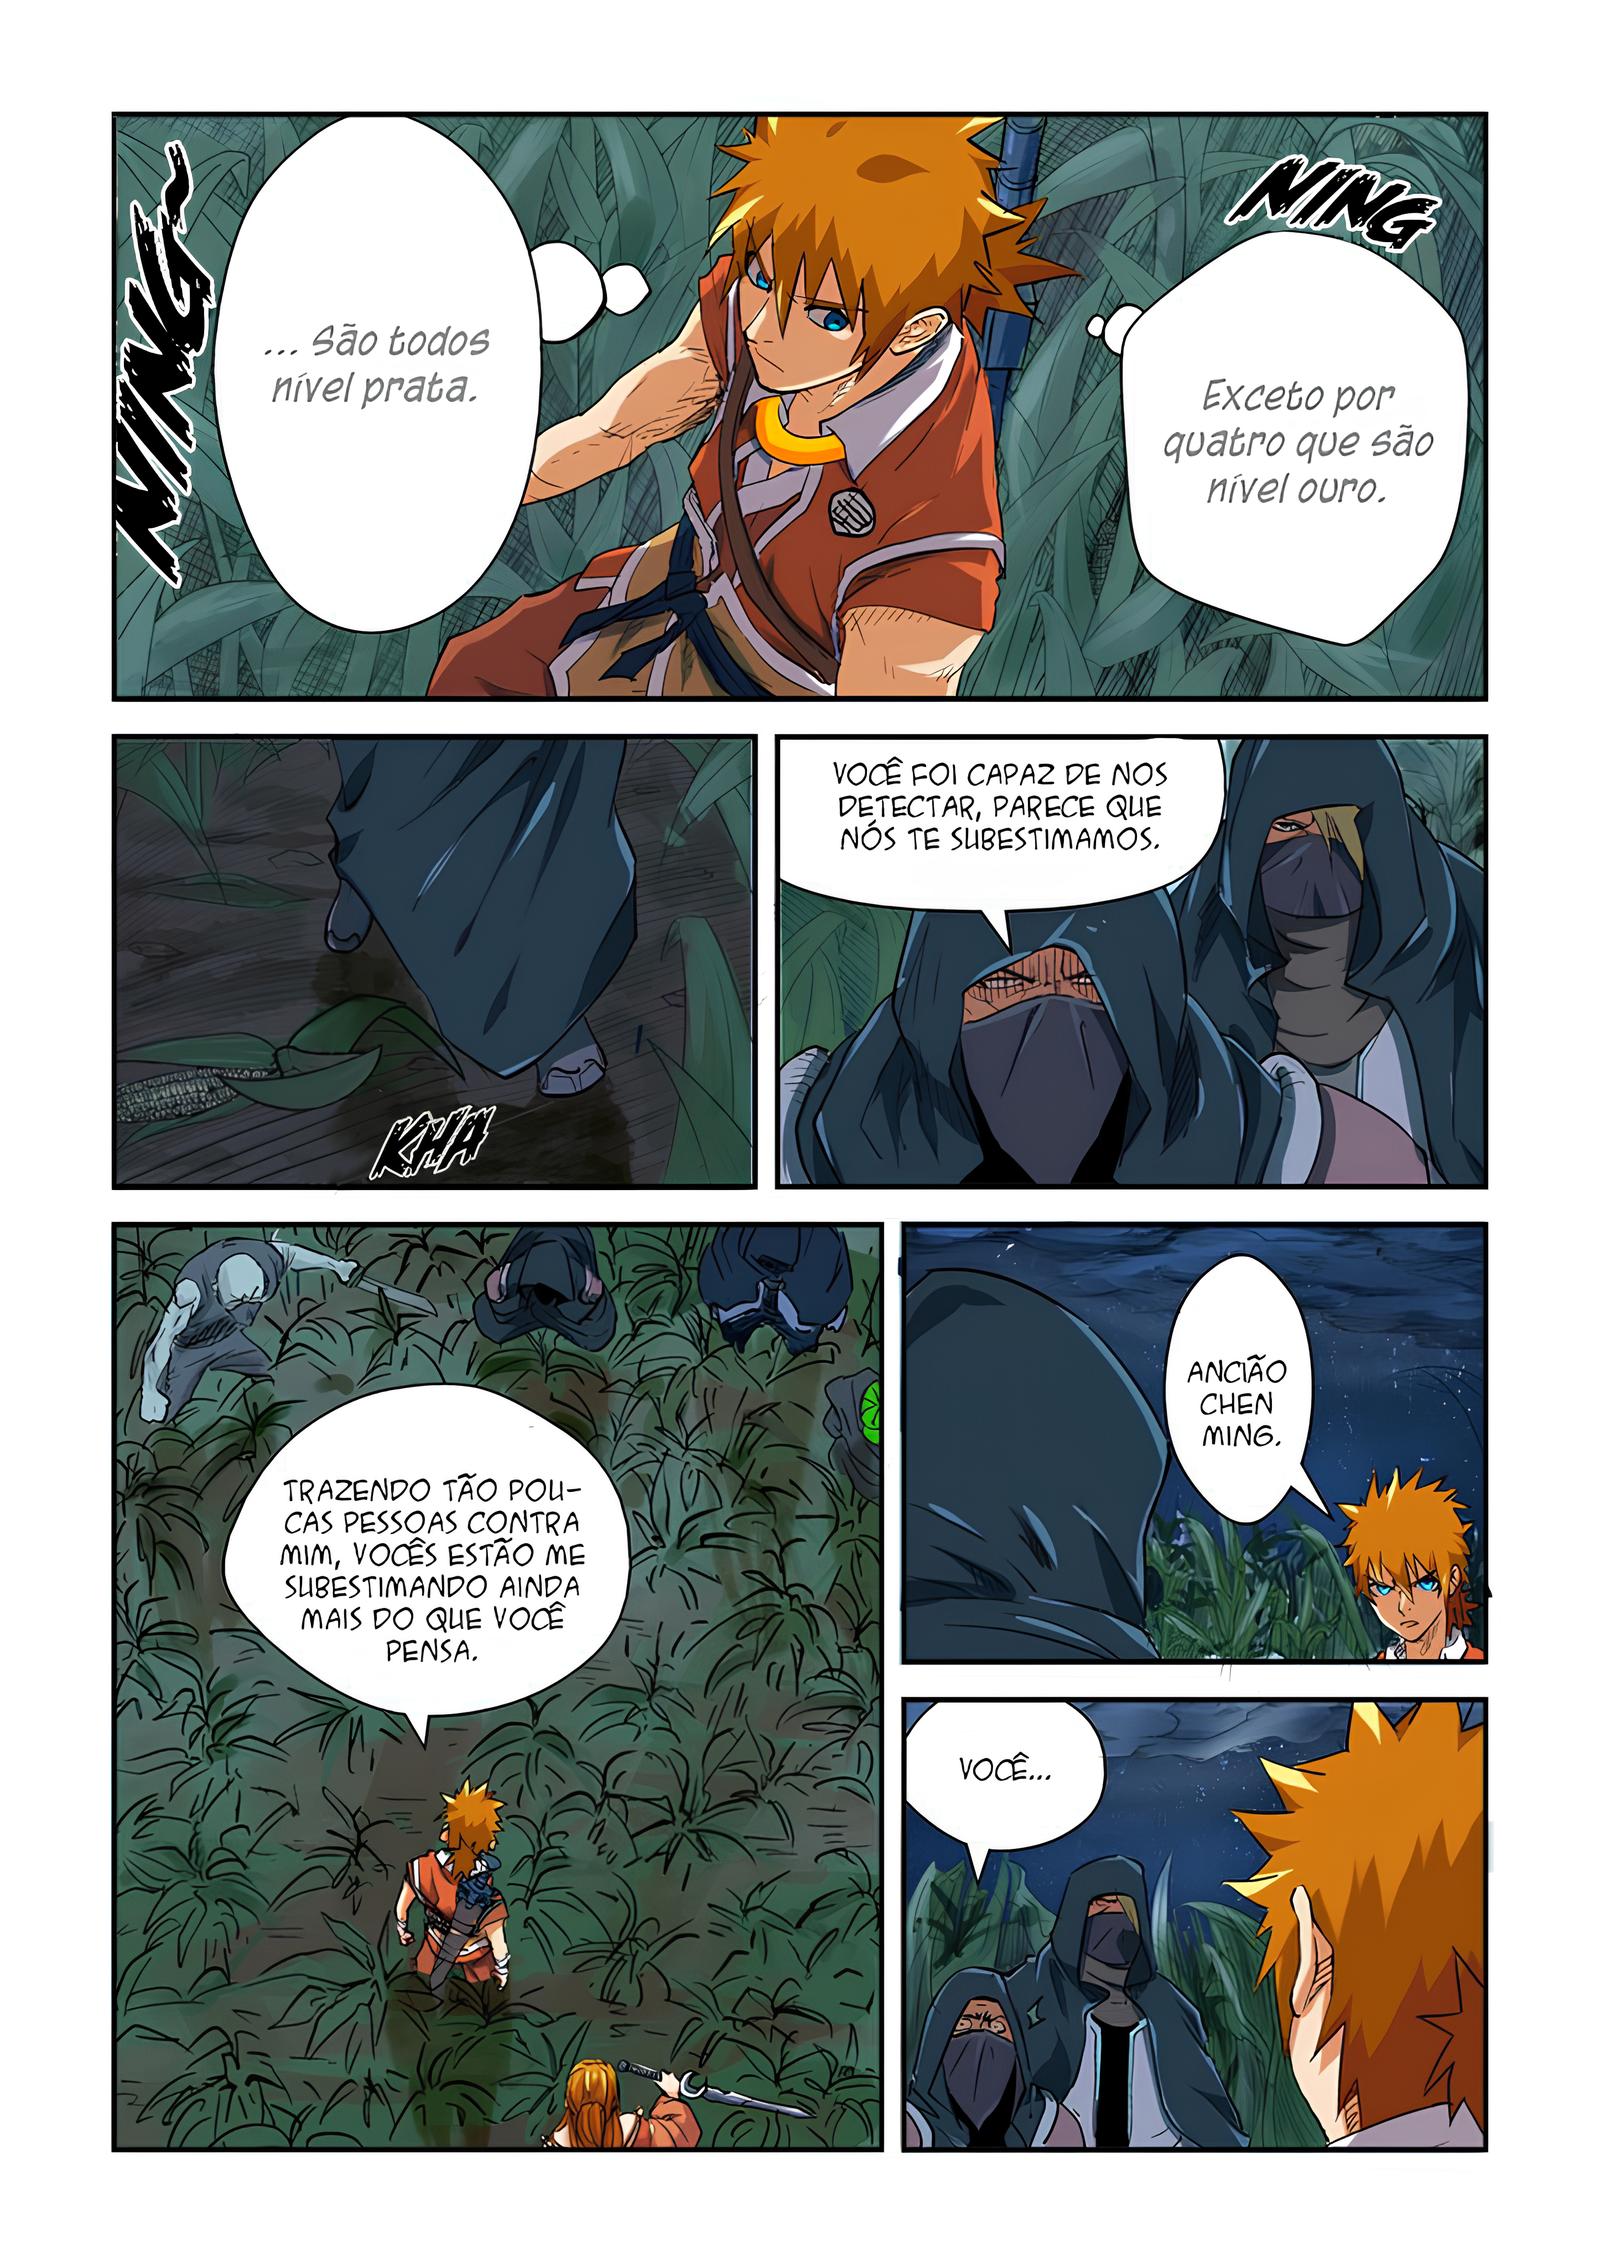 NING~
... São todos
nível prata.
NING
Exceto por
quatro que são
nível ouro.
KHA
VOCÊ FOI CAPAZ DE NOS
DETECTAR, PARECE QUE
NÓS TE SUBESTIMAMOS.
TRAZENDO TÃO POU-
CAS PESSOAS CONTRA
MIM, VOCÊS ESTÃO ME
SUBESTIMANDO AINDA
MAIS DO QUE VOCÊ
PENSA.
ANCIÃO
CHEN
MING.
VOCÊ...